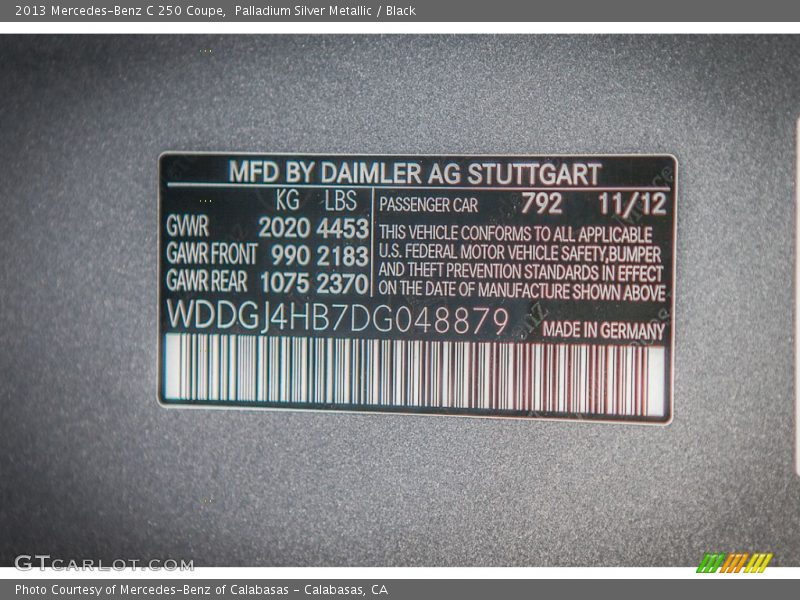 2013 Mercedes-Benz C 250 Coupe,  Palladium Silver Metallic / Black
MFD BY DAIMLER AG STUTTGART
KG LBS
GWR 2020 4453
GAWR FRONT 990 2183
GAWR REAR 1075 2370
PASSENGER CAR 792 11/12
THIS VEHICLE CONFORMS TO ALL APPLICABLE
U.S. FEDERAL MOTOR VEHICLE SAFETY,BUMPER
AND THEFT PREVENTION STANDARDS IN EFFECT
ON THE DATE OF MANUFACTURE SHOWN ABOVE
WDDGJ4HB7DG048879
MADE IN GERMANY
GTCARLOT.COM
Photo Courtesy of Mercedes-Benz of Calabasas - Calabasas, CA